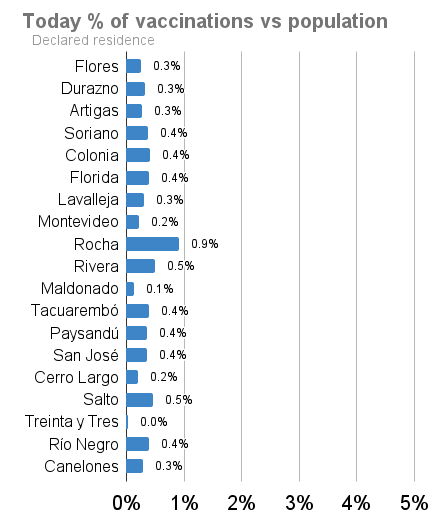 Today % of vaccinations vs population
Declared residence
Flores 0.3%
Durazno 0.3%
Artigas 0.3%
Soriano 0.4%
Colonia 0.4%
Florida 0.4%
Lavalleja 0.3%
Montevideo 0.2%
Rocha 0.9%
Rivera 0.5%
Maldonado 0.1%
Tacuarembó 0.4%
Paysandú 0.4%
San José 0.4%
Cerro Largo 0.2%
Salto 0.5%
Treinta y Tres 0.0%
Río Negro 0.4%
Canelones 0.3%
0% 1% 2% 3% 4% 5%